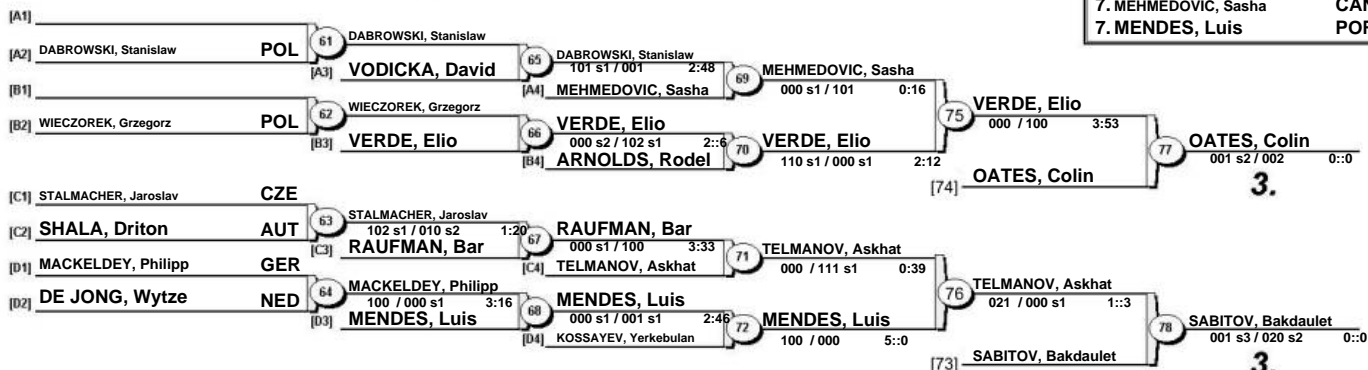 7. MEHMEDOVIC, Sasha
7. MENDES, Luis
[A1]
[A2] DABROWSKI, Stanislaw POL
61
DABROWSKI, Stanislaw
[A3] VODICKA, David
65
DABROWSKI, Stanislaw
101 s1 / 001 2:48
[A4] MEHMEDOVIC, Sasha
69
MEHMEDOVIC, Sasha
000 s1 / 101 0:16
[B1]
[B2] WIECZOREK, Grzegorz POL
62
WIECZOREK, Grzegorz
[B3] VERDE, Elio
66
VERDE, Elio
000 s2 / 102 s1 2::6
[B4] ARNOLDS, Rodel
70
VERDE, Elio
110 s1 / 000 s1 2:12
75
VERDE, Elio
000 / 100 3:53
[74] OATES, Colin
77
OATES, Colin
001 s2 / 002 0::0
3.
[C1] STALMACHER, Jaroslav CZE
[C2] SHALA, Driton AUT
63
STALMACHER, Jaroslav
102 s1 / 010 s2 1:20
[C3] RAUFMAN, Bar
67
RAUFMAN, Bar
000 s1 / 100 3:33
[C4] TELMANOV, Askhat
71
TELMANOV, Askhat
000 / 111 s1 0:39
[D1] MACKELDEY, Philipp GER
[D2] DE JONG, Wytze NED
64
MACKELDEY, Philipp
100 / 000 s1 3:16
[D3] MENDES, Luis
68
MENDES, Luis
000 s1 / 001 s1 2:46
[D4] KOSSAYEV, Yerkebulan
72
MENDES, Luis
100 / 000 5::0
76
TELMANOV, Askhat
021 / 000 s1 1::3
[73] SABITOV, Bakdaulet
78
SABITOV, Bakdaulet
001 s3 / 020 s2 0::0
3.